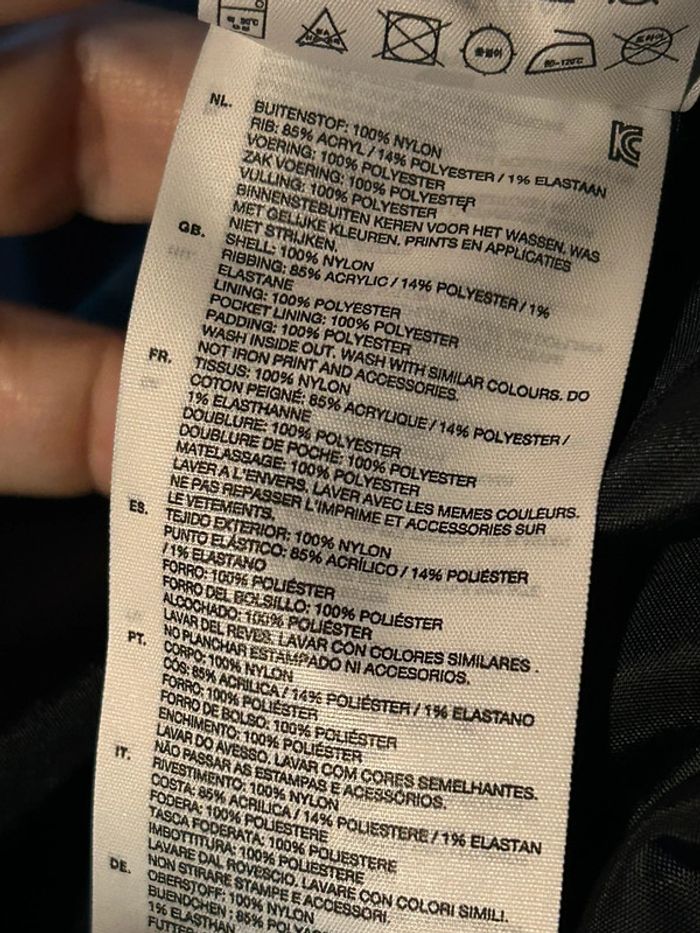 약 30°C
80~120°C
드라이
NL.
BUITENSTOF: 100% NYLON
RIB: 85% ACRYL / 14% POLYESTER / 1% ELASTAAN
VOERING: 100% POLYESTER
ZAK VOERING: 100% POLYESTER
VULLING: 100% POLYESTER
BINNENSTEBUITEN KEREN VOOR HET WASSEN. WAS
MET GELIJKE KLEUREN. PRINTS EN APPLICATIES
NIET STRIJKEN.
GB.
SHELL: 100% NYLON
RIBBING: 85% ACRYLIC / 14% POLYESTER / 1%
ELASTANE
LINING: 100% POLYESTER
POCKET LINING: 100% POLYESTER
PADDING: 100% POLYESTER
WASH INSIDE OUT. WASH WITH SIMILAR COLOURS. DO
NOT IRON PRINT AND ACCESSORIES.
FR.
TISSUS: 100% NYLON
COTON PEIGNÉ: 85% ACRYLIQUE / 14% POLYESTER /
1% ELASTHANNE
DOUBLURE: 100% POLYESTER
DOUBLURE DE POCHE: 100% POLYESTER
MATELASSAGE: 100% POLYESTER
LAVER A L'ENVERS. LAVER AVEC LES MEMES COULEURS.
NE PAS REPASSER L'IMPRIME ET ACCESSORIES SUR
LE VETEMENTS.
ES.
TEJIDO EXTERIOR: 100% NYLON
PUNTO ELÁSTICO: 85% ACRÍLICO / 14% POLIÉSTER
/ 1% ELASTANO
FORRO: 100% POLIÉSTER
FORRO DEL BOLSILLO: 100% POLIÉSTER
ALCOCHADO: 100% POLIÉSTER
LAVAR DEL REVES. LAVAR CON COLORES SIMILARES .
NO PLANCHAR ESTAMPADO NI ACCESORIOS.
PT.
CORPO: 100% NYLON
CÓS: 85% ACRILICA / 14% POLIÉSTER / 1% ELASTANO
FORRO: 100% POLIÉSTER
FORRO DE BOLSO: 100% POLIÉSTER
ENCHIMENTO: 100% POLIÉSTER
LAVAR DO AVESSO. LAVAR COM CORES SEMELHANTES.
NÃO PASSAR AS ESTAMPAS E ACESSÓRIOS.
IT.
RIVESTIMENTO: 100% NYLON
COSTA: 85% ACRILICA / 14% POLIESTERE / 1% ELASTAN
FODERA: 100% POLIESTERE
TASCA FODERATA: 100% POLIESTERE
IMBOTTITURA: 100% POLIESTERE
LAVARE DAL ROVESCIO. LAVARE CON COLORI SIMILI.
NON STIRARE STAMPE E ACCESSORI.
DE.
OBERSTOFF: 100% NYLON
BUENDCHEN : 85%
1% ELASTHAN